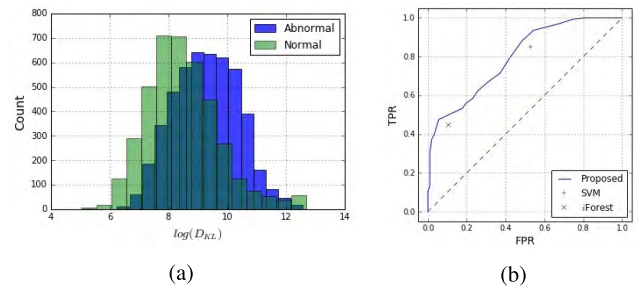 800
700
600
500
400
300
200
100
0
Count
Abnormal
Normal
4
6
8
10
12
14
log(D_{KL})
(a)
1.0
0.8
0.6
0.4
0.2
0.0
TPR
Proposed
SVM
iForest
0.0
0.2
0.4
0.6
0.8
1.0
FPR
(b)